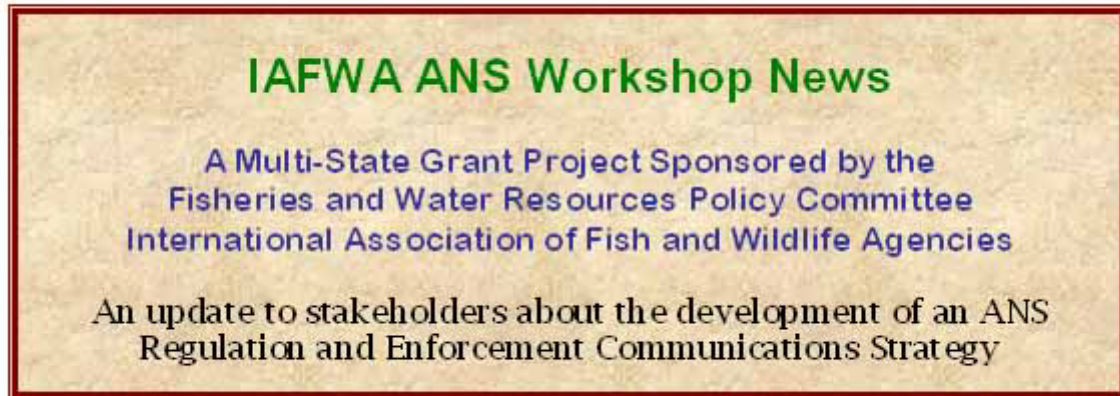 IAFWA ANS Workshop News
A Multi-State Grant Project Sponsored by the
Fisheries and Water Resources Policy Committee
International Association of Fish and Wildlife Agencies
An update to stakeholders about the development of an ANS
Regulation and Enforcement Communications Strategy